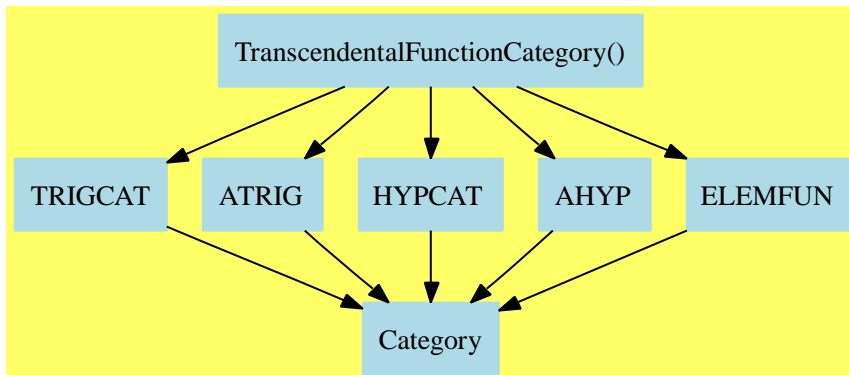 TranscendentalFunctionCategory()
TRIGCAT ATRIG HYPCAT AHYP ELEMFUN
Category